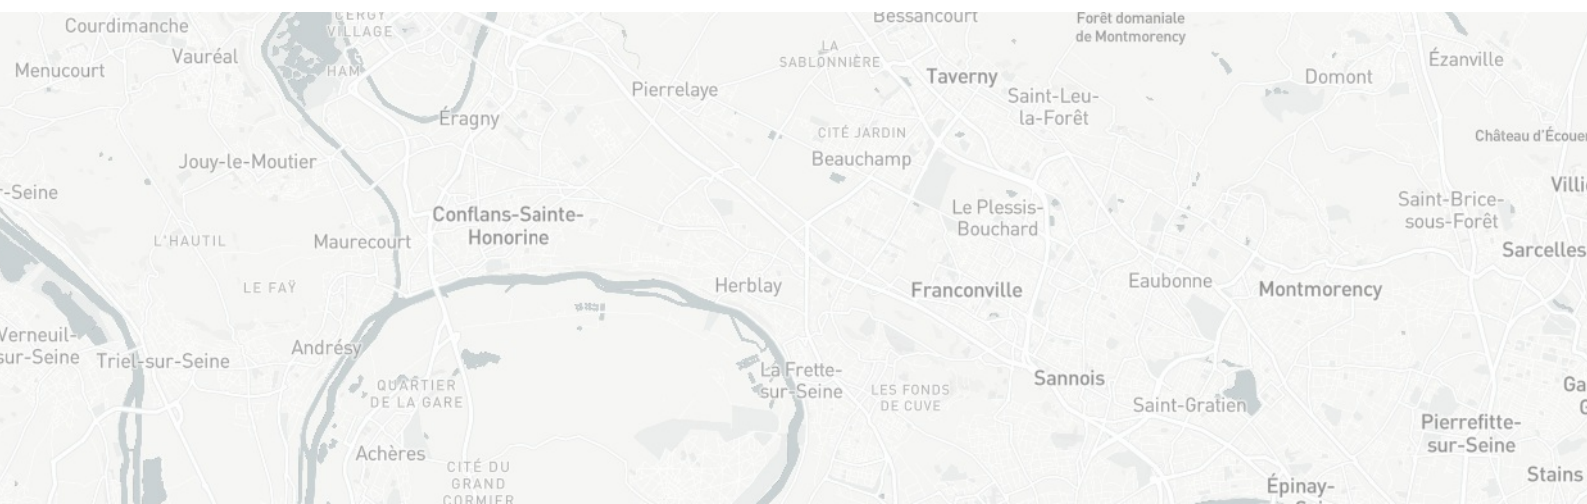 CERGY
VILLAGE
Bessancourt
Forêt domaniale
de Montmorency
Courdimanche
Vauréal
Menucourt
HAM
LA
SABLONNIÈRE
Taverny
Domont
Ézanville
Pierrelaye
Saint-Leu-
la-Forêt
Éragny
CITÉ JARDIN
Beauchamp
Château d'Écouen
Jouy-le-Moutier
r-Seine
Villi
Saint-Brice-
sous-Forêt
Le Plessis-
Bouchard
Conflans-Sainte-
Honorine
L'HAUTIL
Maurecourt
Sarcelles
LE FAŸ
Herblay
Franconville
Eaubonne
Montmorency
Verneuil-
sur-Seine
Triel-sur-Seine
Andrésy
QUARTIER
DE LA GARE
La Frette-
sur-Seine
LES FONDS
DE CUVE
Sannois
Saint-Gratien
Ga
G
Pierrefitte-
sur-Seine
Achères
CITÉ DU
GRAND
CORMIER
Stains
Épinay-